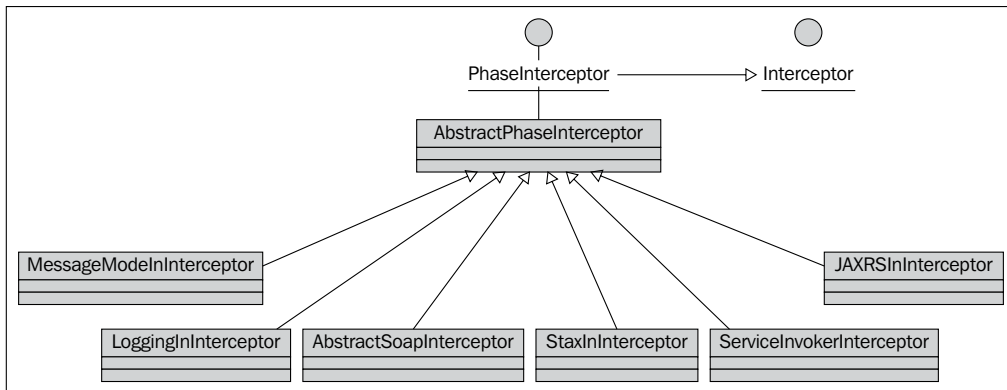 PhaseInterceptor
Interceptor
AbstractPhaseInterceptor
MessageModeInInterceptor
JAXRSInInterceptor
LoggingInInterceptor
AbstractSoapInterceptor
StaxInInterceptor
ServiceInvokerInterceptor